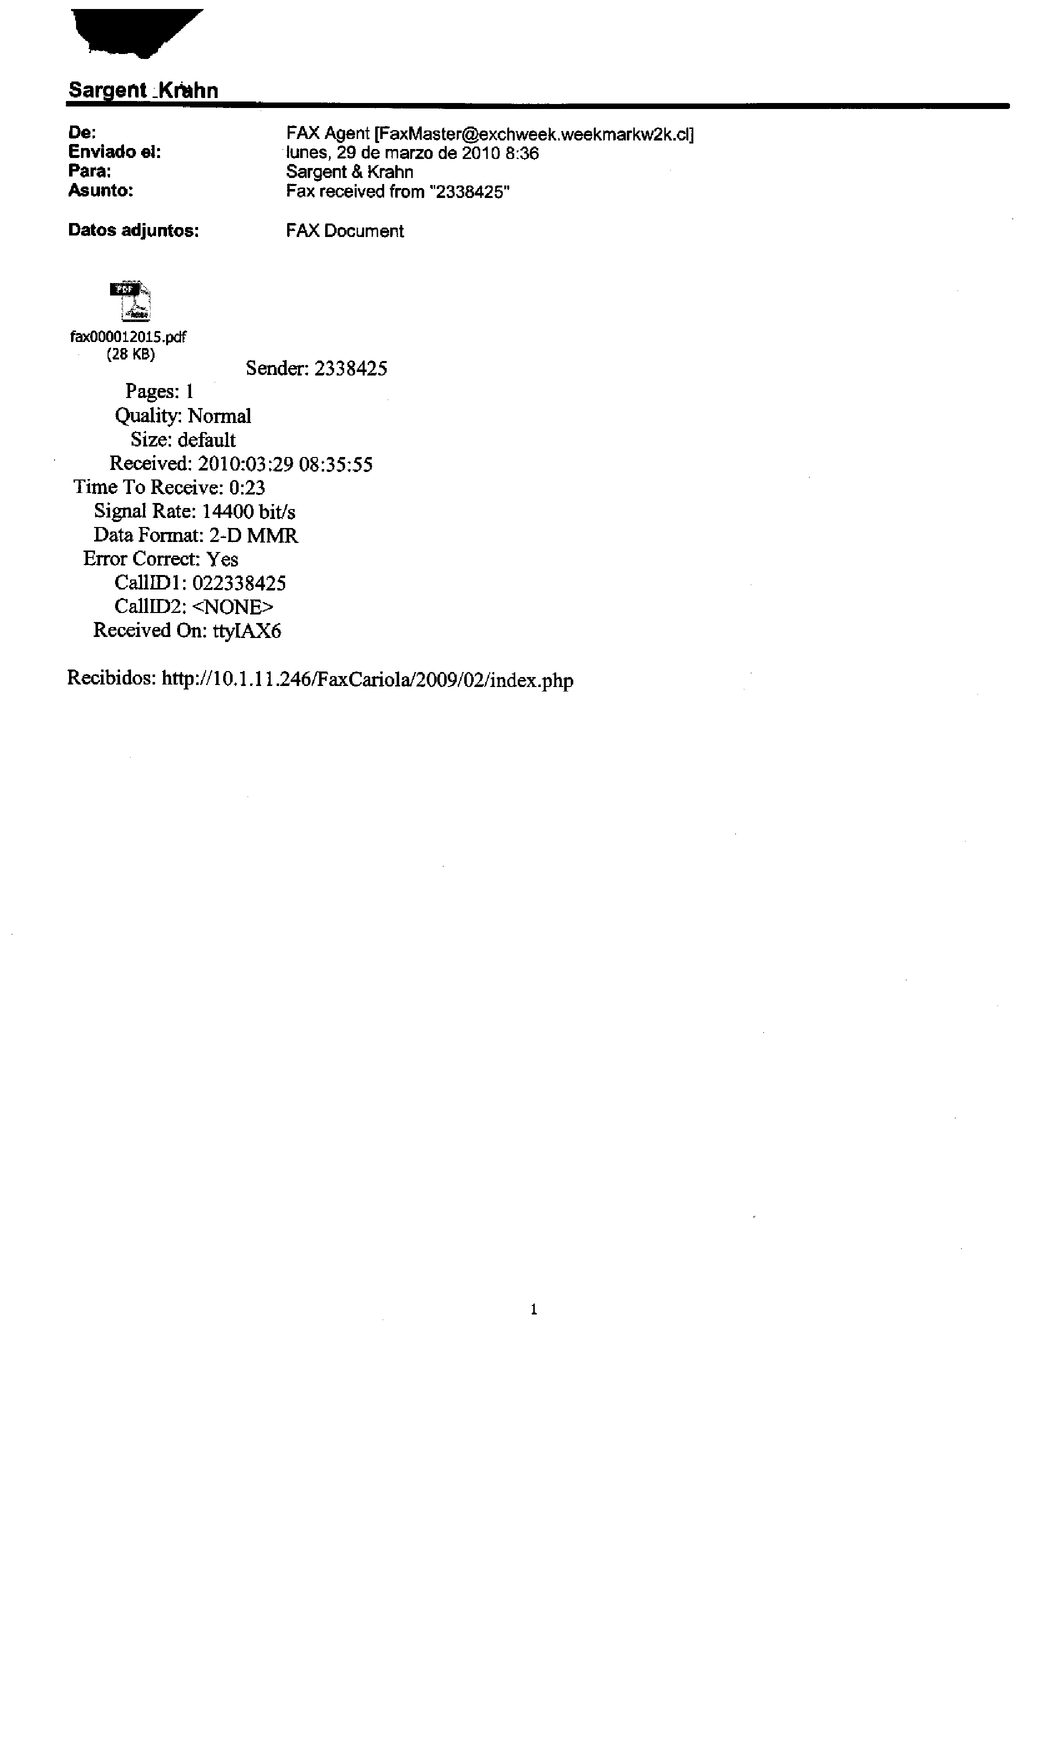 Sargent Krahn
De: FAX Agent [FaxMaster@exchweek.weekmarkw2k.cl]
Enviado el: lunes, 29 de marzo de 2010 8:36
Para: Sargent & Krahn
Asunto: Fax received from "2338425"
Datos adjuntos: FAX Document
PDF
fax000012015.pdf
(28 KB)
Sender: 2338425
Pages: 1
Quality: Normal
Size: default
Received: 2010:03:29 08:35:55
Time To Receive: 0:23
Signal Rate: 14400 bit/s
Data Format: 2-D MMR
Error Correct: Yes
CallID1: 022338425
CallID2: <NONE>
Received On: ttyIAX6
Recibidos: http://10.1.11.246/FaxCariola/2009/02/index.php
1